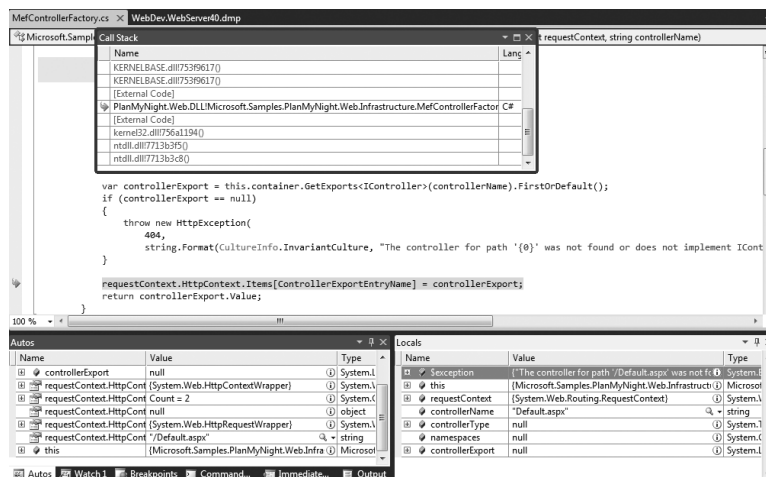 MefControllerFactory.cs × WebDev.WebServer40.dmp
Microsoft.Sampl
t requestContext, string controllerName)
Call Stack
Name Lang
KERNELBASE.dll!753f9617()
KERNELBASE.dll!753f9617()
[External Code]
PlanMyNight.Web.DLL!Microsoft.Samples.PlanMyNight.Web.Infrastructure.MefControllerFactor C#
[External Code]
kernel32.dll!756a1194()
ntdll.dll!7713b3f5()
ntdll.dll!7713b3c8()
var controllerExport = this.container.GetExports<IController>(controllerName).FirstOrDefault();
if (controllerExport == null)
{
throw new HttpException(
404,
string.Format(CultureInfo.InvariantCulture, "The controller for path '{0}' was not found or does not implement ICont
}
requestContext.HttpContext.Items[ControllerExportEntryName] = controllerExport;
return controllerExport.Value;
}
100 %
Autos
Name Value Type
controllerExport null System.L
requestContext.HttpCont {System.Web.HttpContextWrapper} System.\
requestContext.HttpCont Count = 2 System.C
requestContext.HttpCont null object
requestContext.HttpCont {System.Web.HttpRequestWrapper} System.\
requestContext.HttpCont "/Default.aspx" string
this {Microsoft.Samples.PlanMyNight.Web.Infra Microsof
Autos Watch 1 Breakpoints Command... Immediate... Output
Locals
Name Value Type
$exception {"The controller for path '/Default.aspx' was not fo System.E
this {Microsoft.Samples.PlanMyNight.Web.Infrastructu Microsof
requestContext {System.Web.Routing.RequestContext} System.\
controllerName "Default.aspx" string
controllerType null System.T
namespaces null System.C
controllerExport null System.L